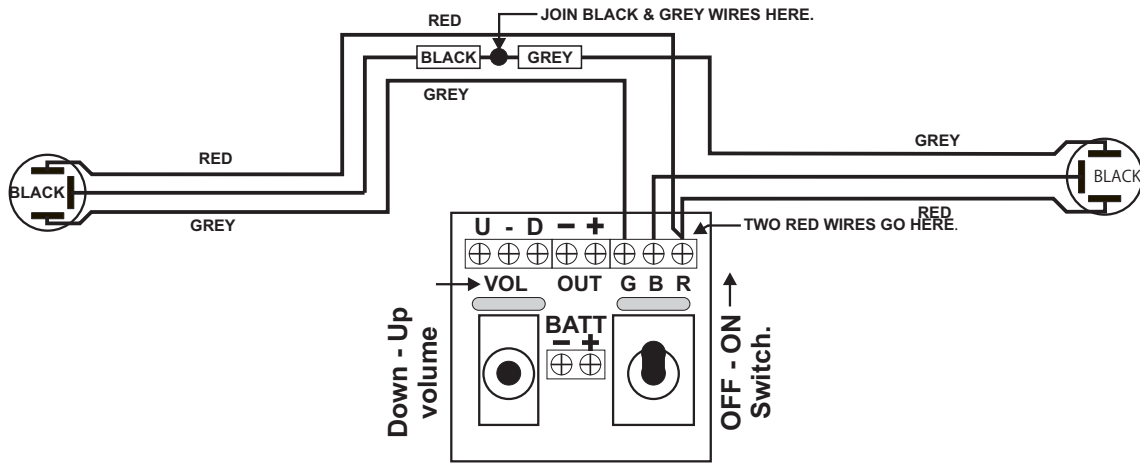 JOIN BLACK & GREY WIRES HERE.
RED
BLACK
GREY
GREY
GREY
RED
BLACK
BLACK
GREY
RED
TWO RED WIRES GO HERE.
U - D - +
VOL OUT G B R
BATT
- +
Down - Up
volume
OFF - ON
Switch.